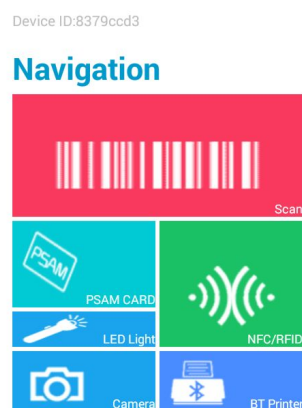 Device ID:8379ccd3
Navigation
Scan
PSAM
PSAM CARD
LED Light
NFC/RFID
Camera
BT Printer